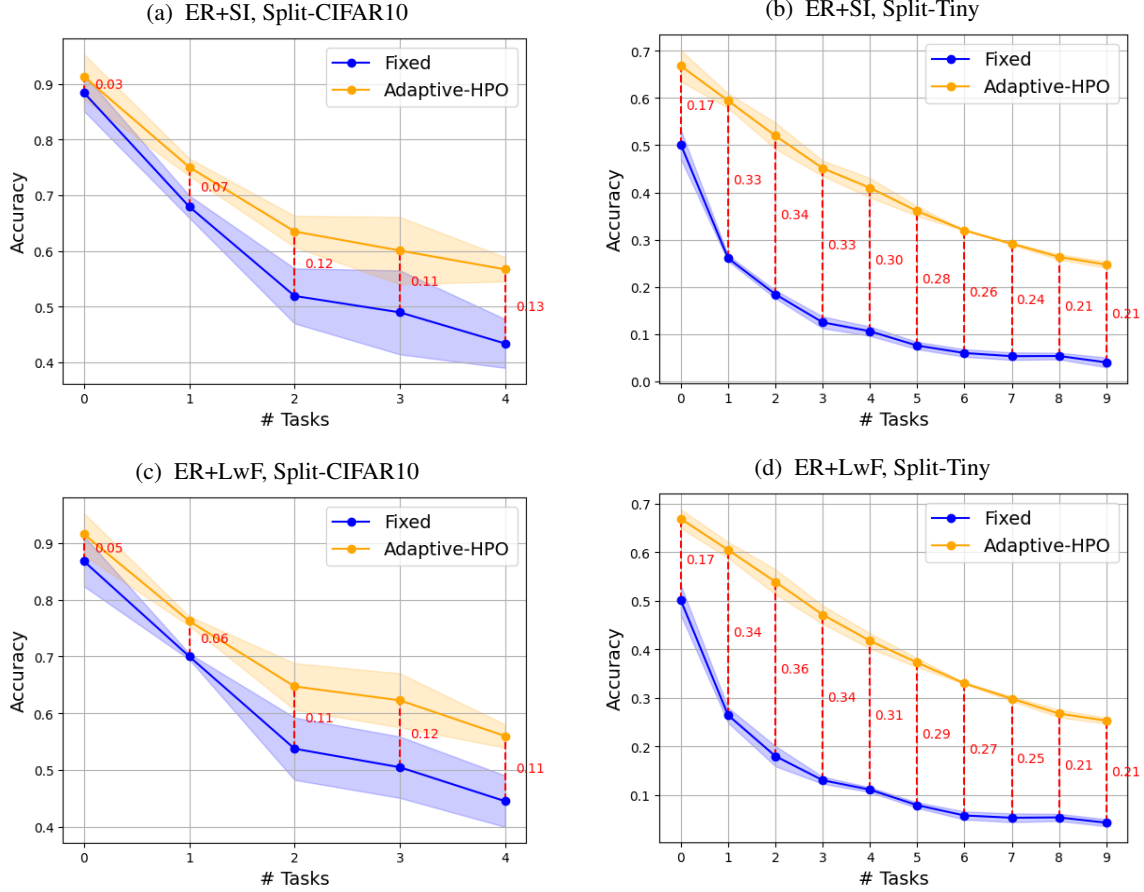 (a) ER+SI, Split-CIFAR10
Fixed
Adaptive-HPO
0.9
0.8
0.7
0.6
0.5
0.4
Accuracy
0.03
0.07
0.12
0.11
0.13
0 1 2 3 4
# Tasks
(b) ER+SI, Split-Tiny
Fixed
Adaptive-HPO
0.7
0.6
0.5
0.4
0.3
0.2
0.1
0.0
Accuracy
0.17
0.33
0.34
0.33
0.30
0.28
0.26
0.24
0.21
0.21
0 1 2 3 4 5 6 7 8 9
# Tasks
(c) ER+LwF, Split-CIFAR10
Fixed
Adaptive-HPO
0.9
0.8
0.7
0.6
0.5
0.4
Accuracy
0.05
0.06
0.11
0.12
0.11
0 1 2 3 4
# Tasks
(d) ER+LwF, Split-Tiny
Fixed
Adaptive-HPO
0.7
0.6
0.5
0.4
0.3
0.2
0.1
Accuracy
0.17
0.34
0.36
0.34
0.31
0.29
0.27
0.25
0.21
0.21
0 1 2 3 4 5 6 7 8 9
# Tasks